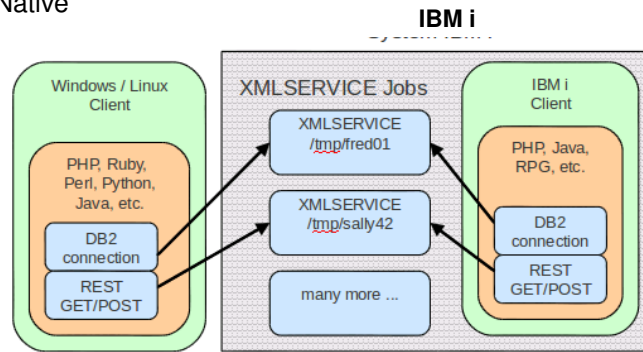 Native
IBM i
Windows / Linux
Client
PHP, Ruby,
Perl, Python,
Java, etc.
DB2
connection
REST
GET/POST
XMLSERVICE Jobs
XMLSERVICE
/tmp/fred01
XMLSERVICE
/tmp/sally42
many more ...
IBM i
Client
PHP, Java,
RPG, etc.
DB2
connection
REST
GET/POST